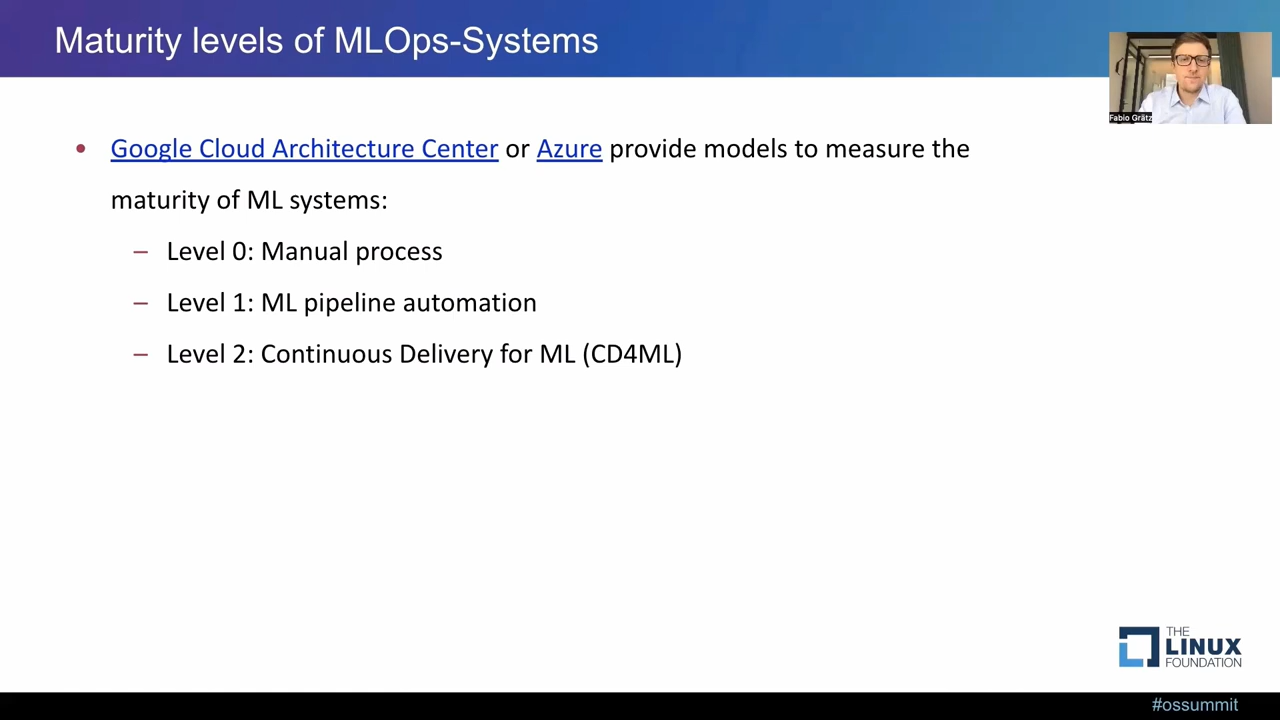 Maturity levels of MLOps-Systems
Fabio Grätz
• Google Cloud Architecture Center or Azure provide models to measure the
maturity of ML systems:
– Level 0: Manual process
– Level 1: ML pipeline automation
– Level 2: Continuous Delivery for ML (CD4ML)
THE
LINUX
FOUNDATION
#ossummit